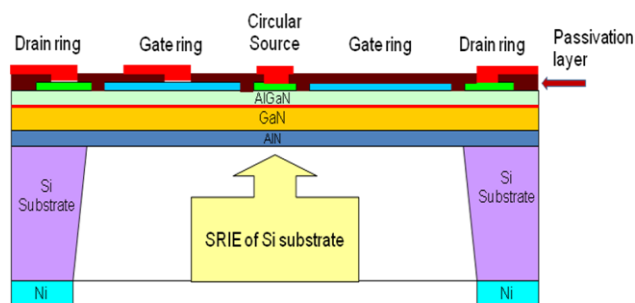 Circular
Source
Drain ring
Gate ring
Gate ring
Drain ring
Passivation
layer
AlGaN
GaN
AlN
Si
Substrate
SRIE of Si substrate
Si
Substrate
Ni
Ni